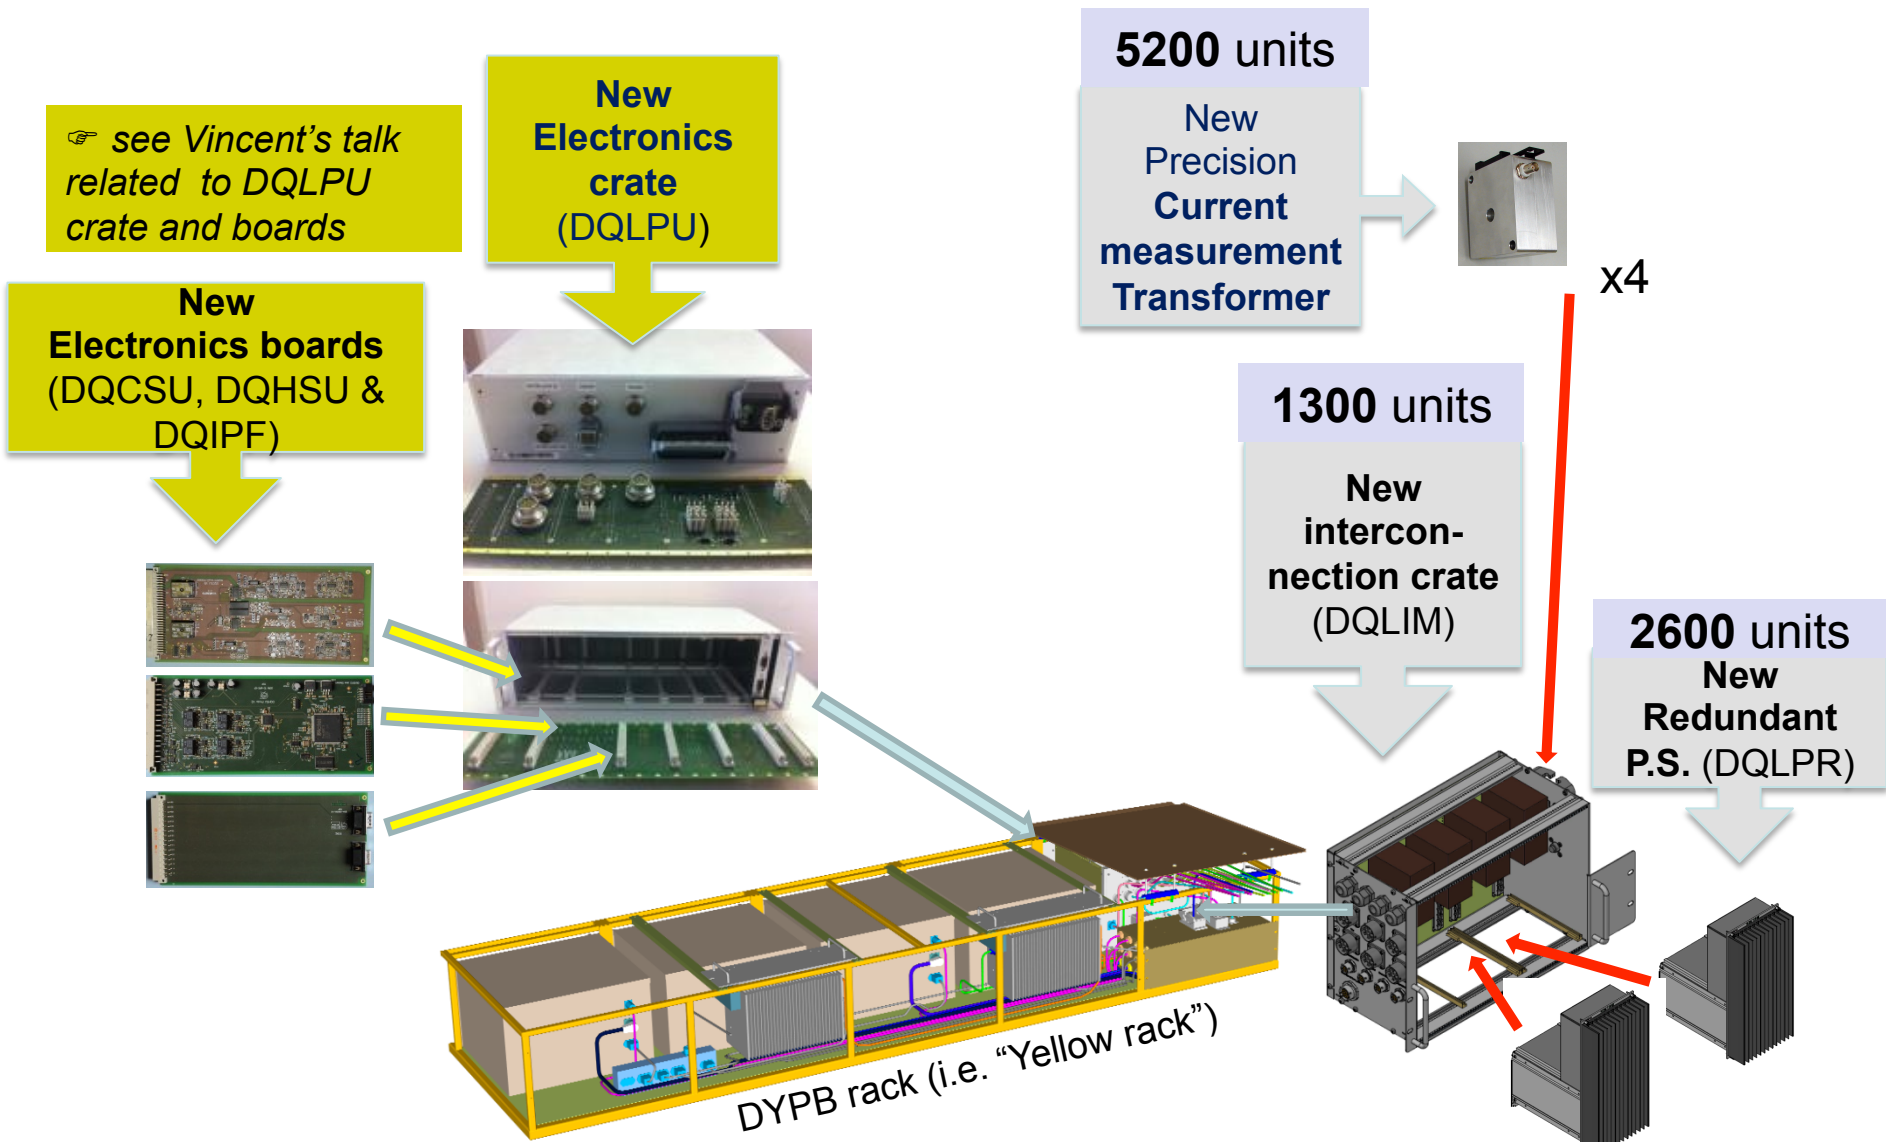 ☞ see Vincent’s talk
related to DQLPU
crate and boards
New
Electronics
crate
(DQLPU)
New
Electronics boards
(DQCSU, DQHSU &
DQIPF)
5200 units
New
Precision
Current
measurement
Transformer
x4
1300 units
New
intercon-
nection crate
(DQLIM)
2600 units
New
Redundant
P.S. (DQLPR)
DYPB rack (i.e. “Yellow rack”)